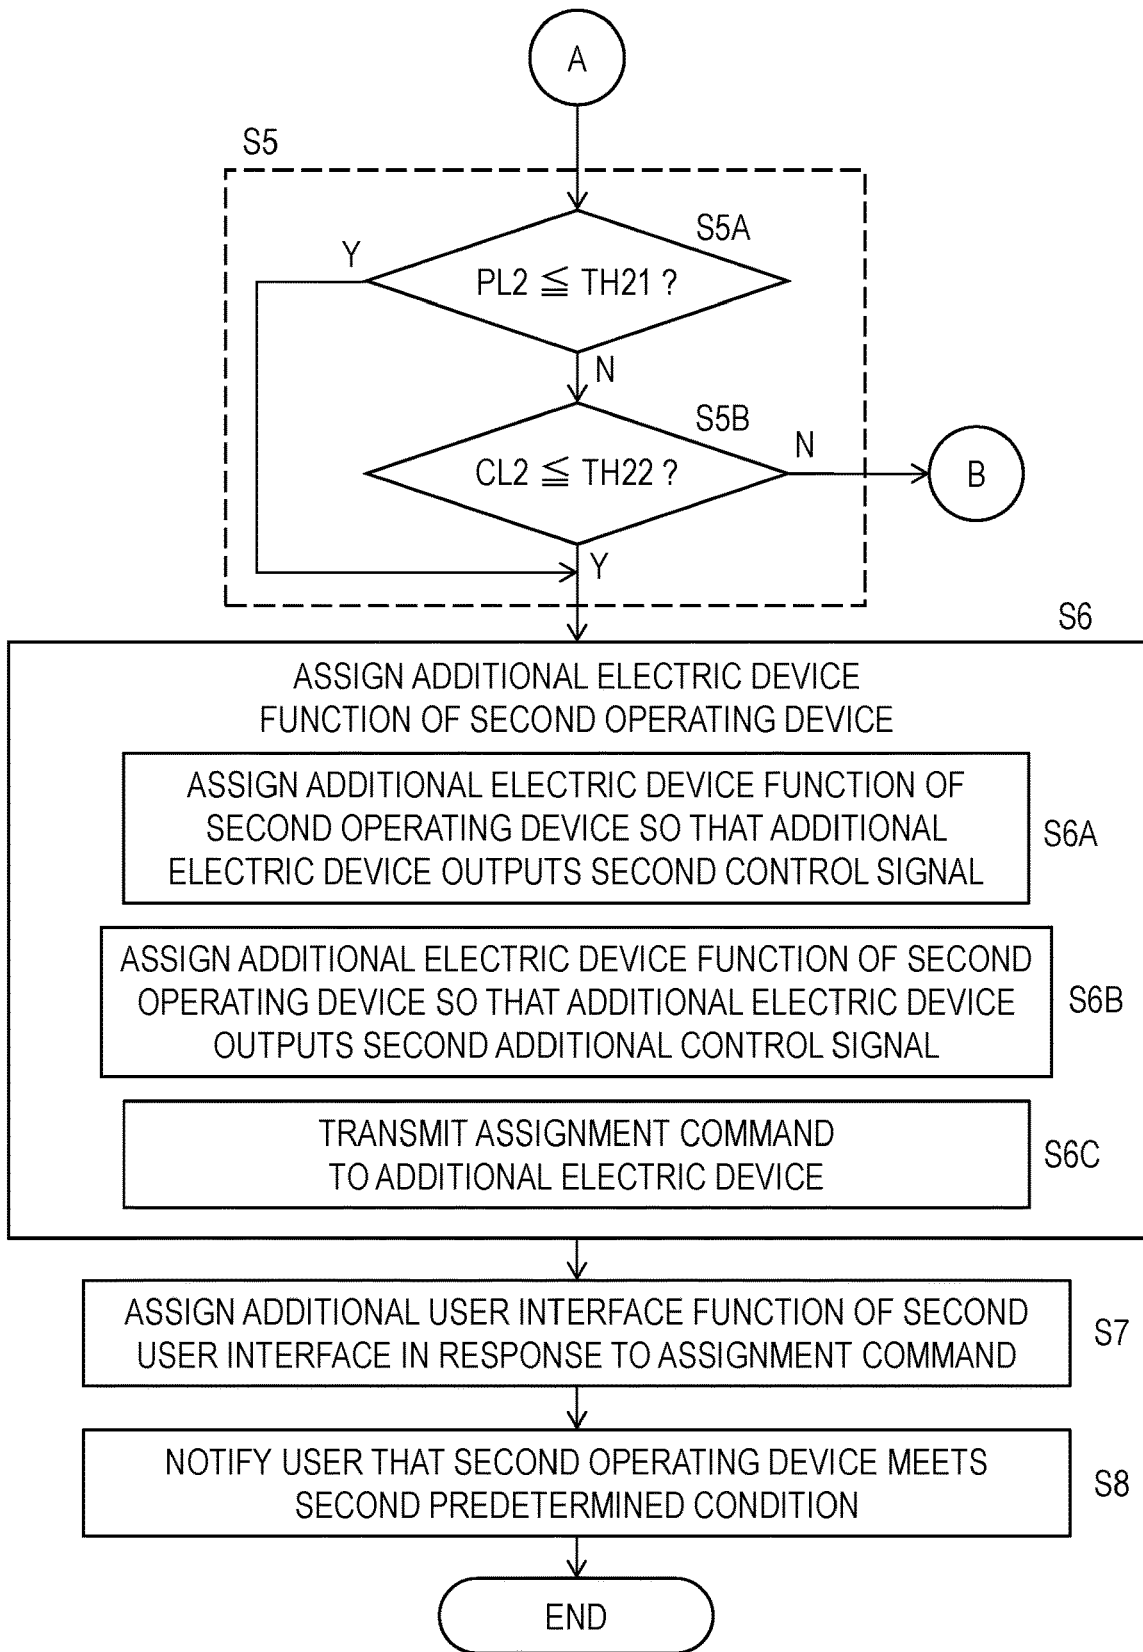 A
S5
S5A
Y
PL2 ≦ TH21 ?
N
S5B
N
CL2 ≦ TH22 ?
B
Y
S6
ASSIGN ADDITIONAL ELECTRIC DEVICE
FUNCTION OF SECOND OPERATING DEVICE
ASSIGN ADDITIONAL ELECTRIC DEVICE FUNCTION OF
SECOND OPERATING DEVICE SO THAT ADDITIONAL
ELECTRIC DEVICE OUTPUTS SECOND CONTROL SIGNAL
S6A
ASSIGN ADDITIONAL ELECTRIC DEVICE FUNCTION OF SECOND
OPERATING DEVICE SO THAT ADDITIONAL ELECTRIC DEVICE
OUTPUTS SECOND ADDITIONAL CONTROL SIGNAL
S6B
TRANSMIT ASSIGNMENT COMMAND
TO ADDITIONAL ELECTRIC DEVICE
S6C
ASSIGN ADDITIONAL USER INTERFACE FUNCTION OF SECOND
USER INTERFACE IN RESPONSE TO ASSIGNMENT COMMAND
S7
NOTIFY USER THAT SECOND OPERATING DEVICE MEETS
SECOND PREDETERMINED CONDITION
S8
END